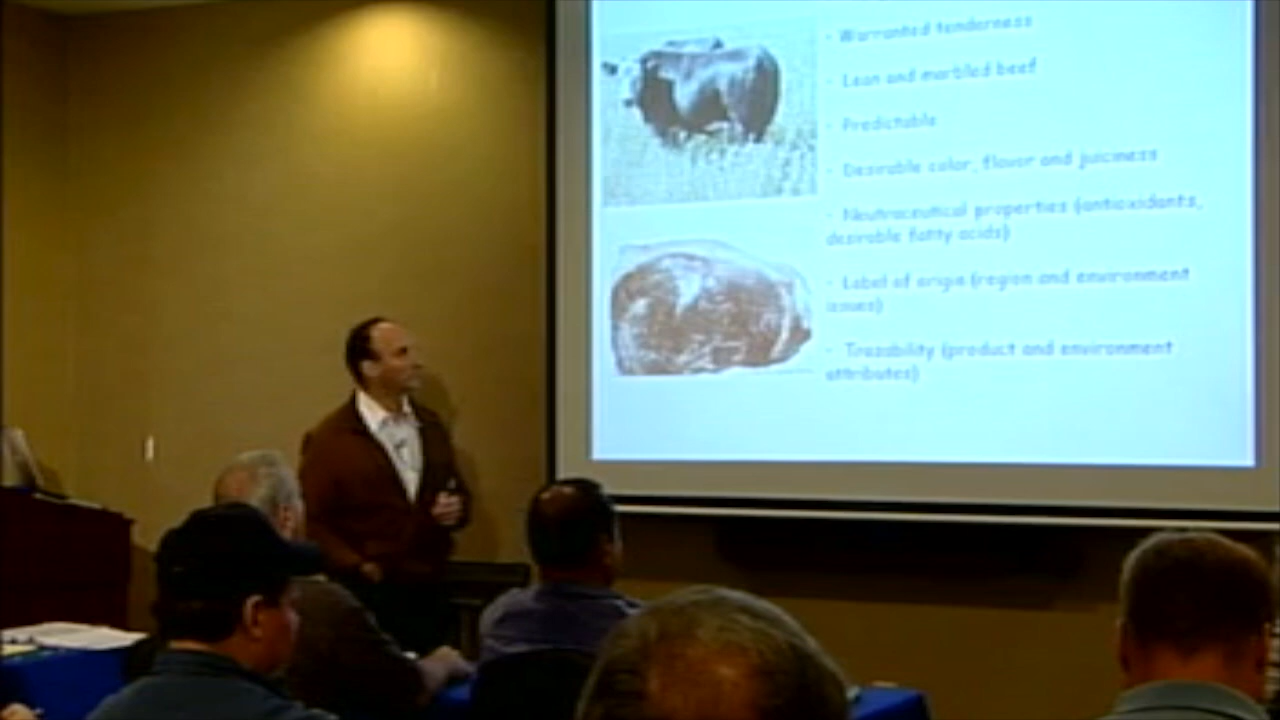 - Warranted tenderness
- Lean and marbled beef
- Predictable
- Desirable color, flavor and juiciness
- Neutraceutical properties (antioxidants,
desirable fatty acids)
- Label of origin (region and environment
issues)
- Trazability (product and environment
attributes)